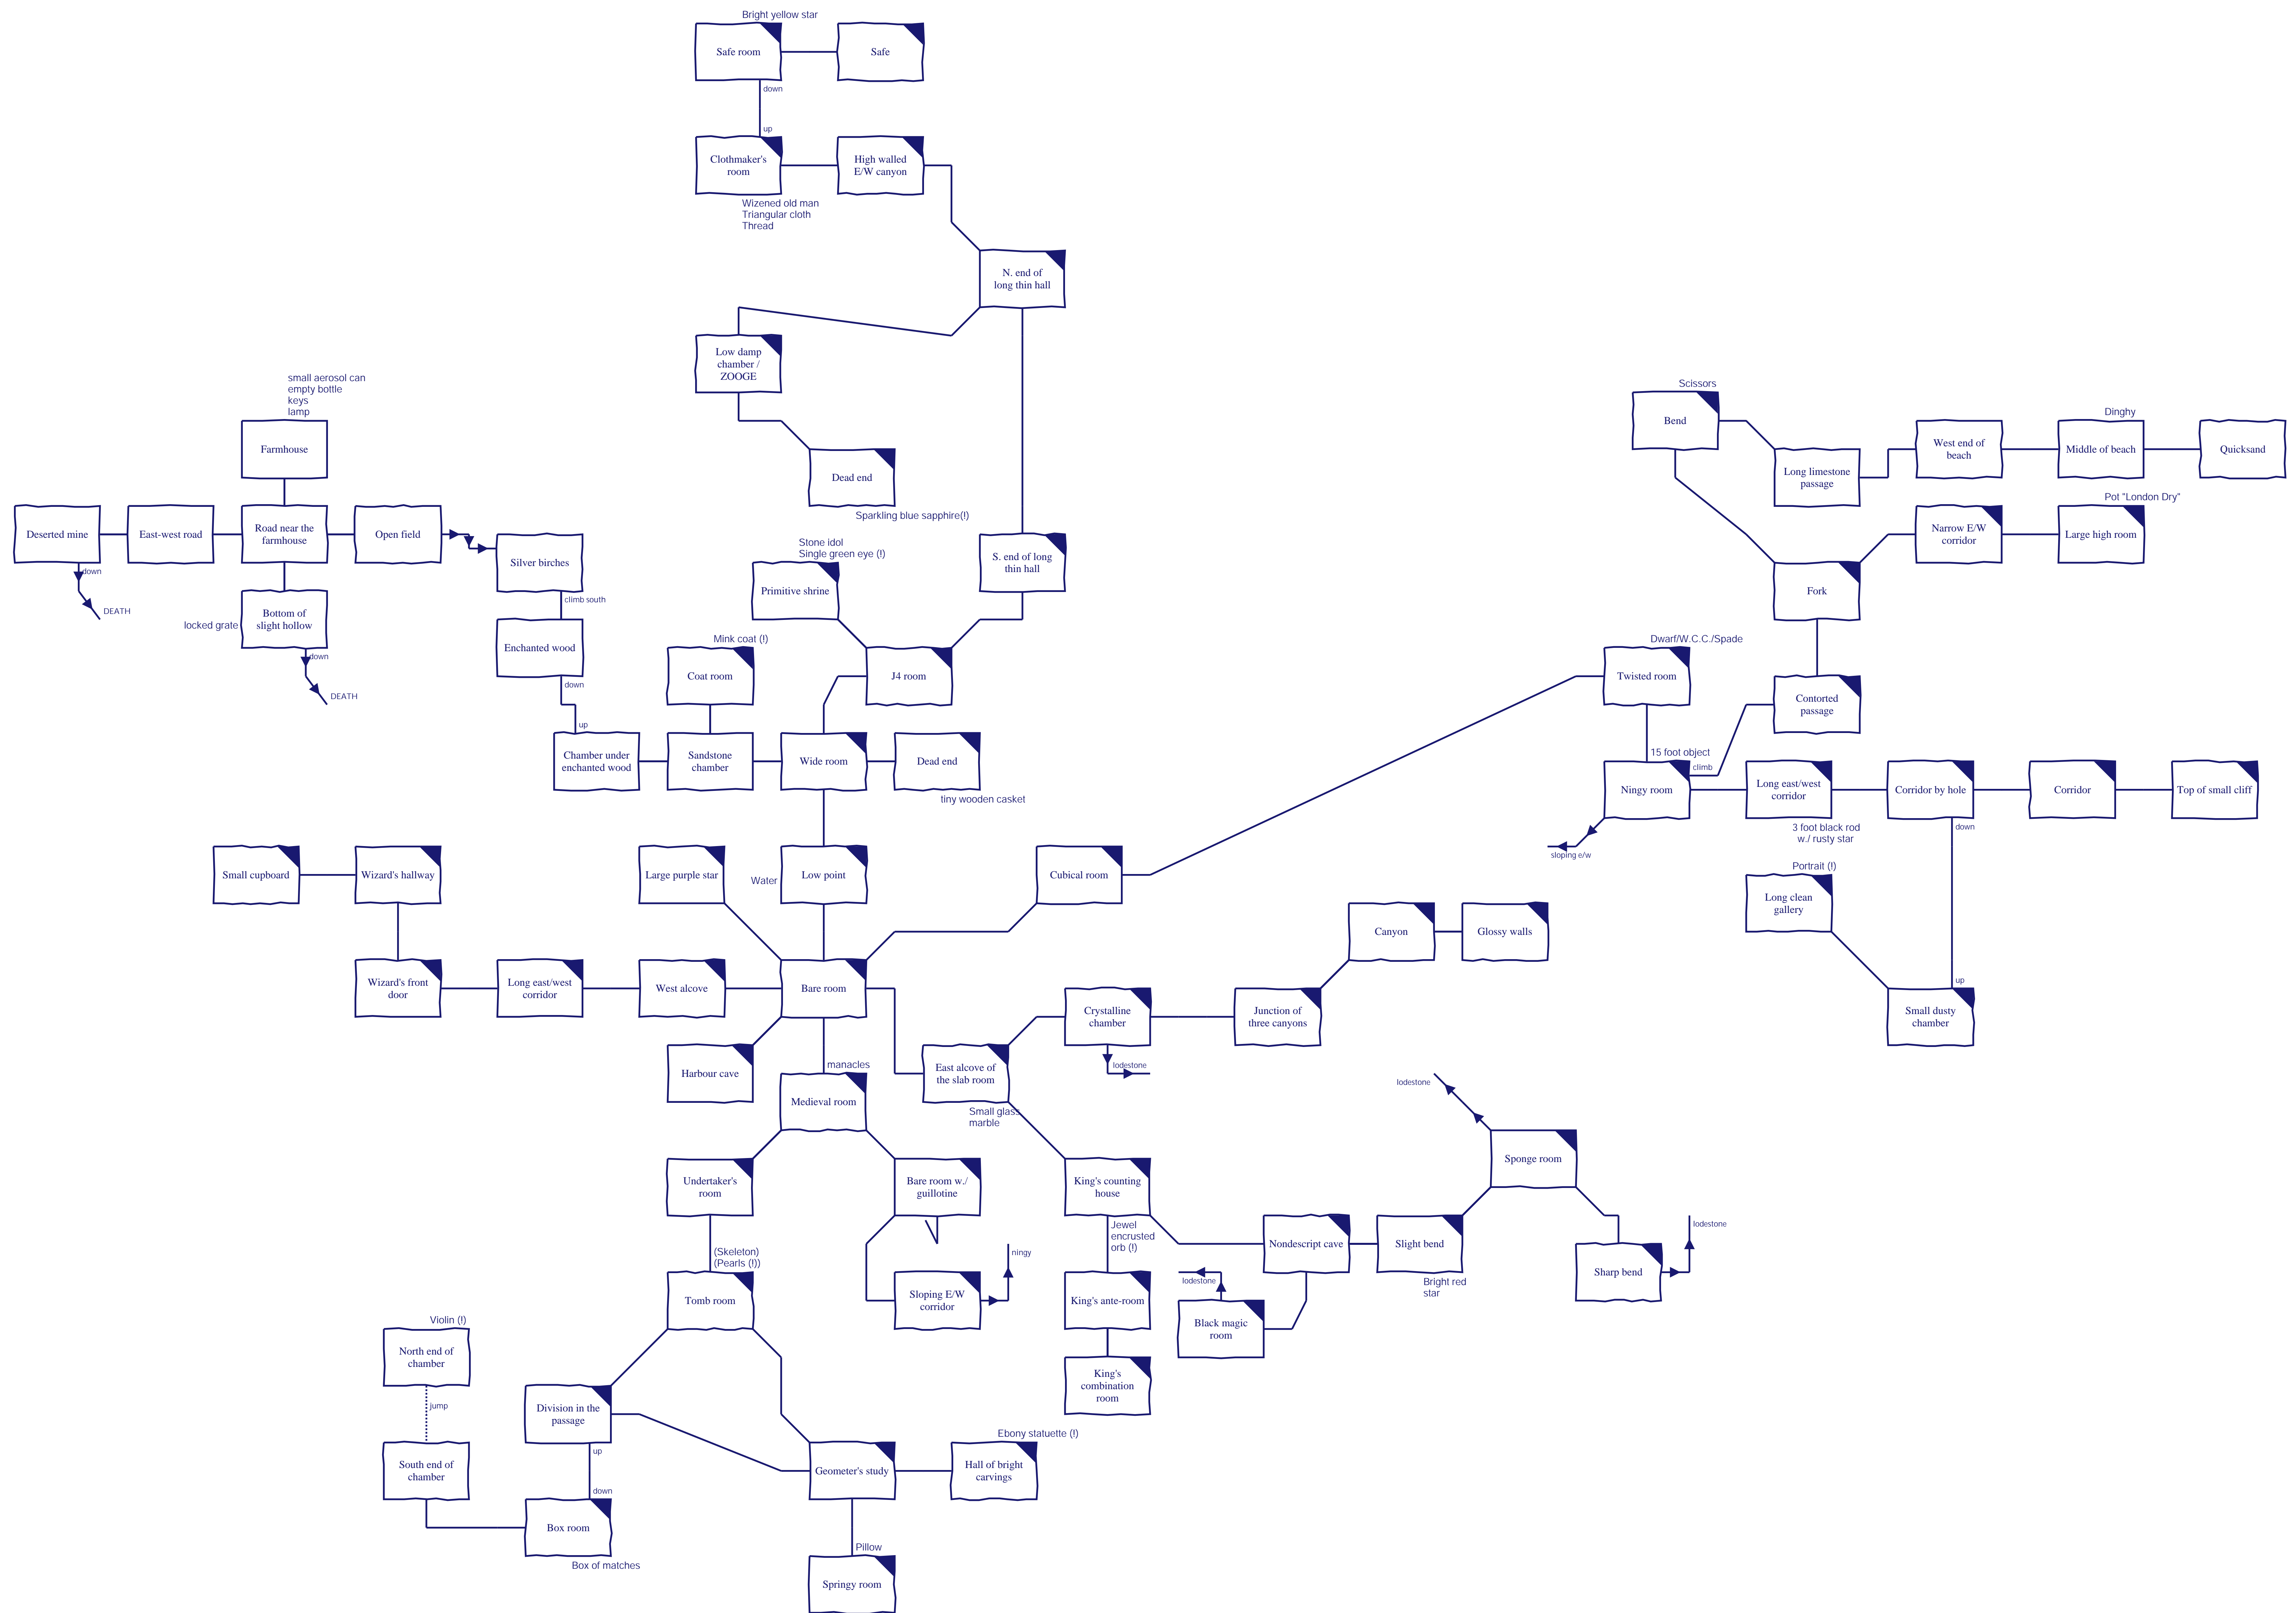 Bright yellow star
Safe room
Safe
down
up
Clothmaker's
room
High walled
E/W canyon
Wizened old man
Triangular cloth
Thread
N. end of
long thin hall
Low damp
chamber /
ZOOGE
Dead end
Sparkling blue sapphire(!)
small aerosol can
empty bottle
keys
lamp
Farmhouse
Deserted mine
East-west road
Road near the
farmhouse
Open field
Silver birches
down
DEATH
locked grate
Bottom of
slight hollow
down
DEATH
climb south
Enchanted wood
down
up
Stone idol
Single green eye (!)
Primitive shrine
S. end of long
thin hall
Mink coat (!)
Coat room
J4 room
Chamber under
enchanted wood
Sandstone
chamber
Wide room
Dead end
tiny wooden casket
Scissors
Bend
Long limestone
passage
West end of
beach
Dinghy
Middle of beach
Quicksand
Pot "London Dry"
Narrow E/W
corridor
Large high room
Fork
Dwarf/W.C.C./Spade
Twisted room
Contorted
passage
15 foot object
climb
Ningy room
Long east/west
corridor
Corridor by hole
Corridor
Top of small cliff
sloping e/w
3 foot black rod
w./ rusty star
down
Portrait (!)
Long clean
gallery
up
Small dusty
chamber
Small cupboard
Wizard's hallway
Large purple star
Water
Low point
Cubical room
Canyon
Glossy walls
Wizard's front
door
Long east/west
corridor
West alcove
Bare room
Crystalline
chamber
Junction of
three canyons
lodestone
Harbour cave
manacles
Medieval room
East alcove of
the slab room
Small glass
marble
lodestone
Sponge room
Undertaker's
room
Bare room w./
guillotine
King's counting
house
Jewel
encrusted
orb (!)
Nondescript cave
Slight bend
Bright red
star
Sharp bend
lodestone
(Skeleton)
(Pearls (!))
Tomb room
Sloping E/W
corridor
ningy
King's ante-room
lodestone
Black magic
room
King's
combination
room
Violin (!)
North end of
chamber
jump
South end of
chamber
Division in the
passage
up
down
Box room
Box of matches
Geometer's study
Ebony statuette (!)
Hall of bright
carvings
Pillow
Springy room